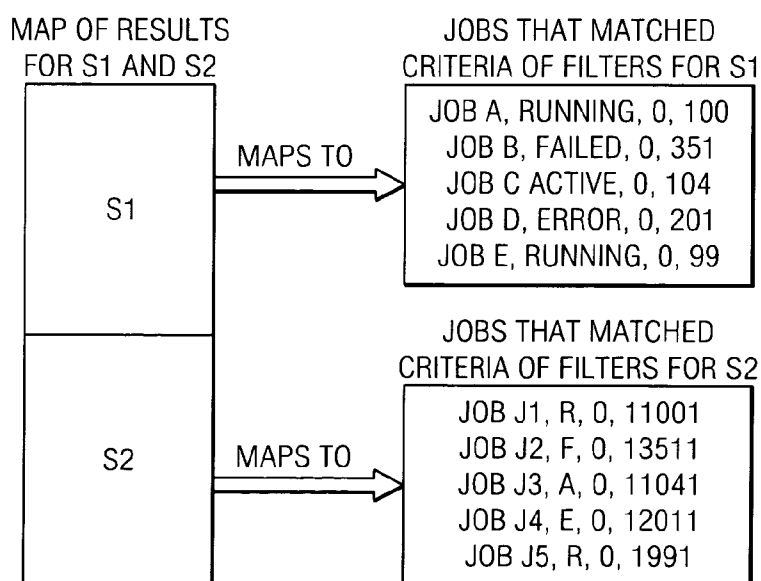 MAP OF RESULTS
FOR S1 AND S2
S1
MAPS TO
JOBS THAT MATCHED
CRITERIA OF FILTERS FOR S1
JOB A, RUNNING, 0, 100
JOB B, FAILED, 0, 351
JOB C ACTIVE, 0, 104
JOB D, ERROR, 0, 201
JOB E, RUNNING, 0, 99
S2
MAPS TO
JOBS THAT MATCHED
CRITERIA OF FILTERS FOR S2
JOB J1, R, 0, 11001
JOB J2, F, 0, 13511
JOB J3, A, 0, 11041
JOB J4, E, 0, 12011
JOB J5, R, 0, 1991